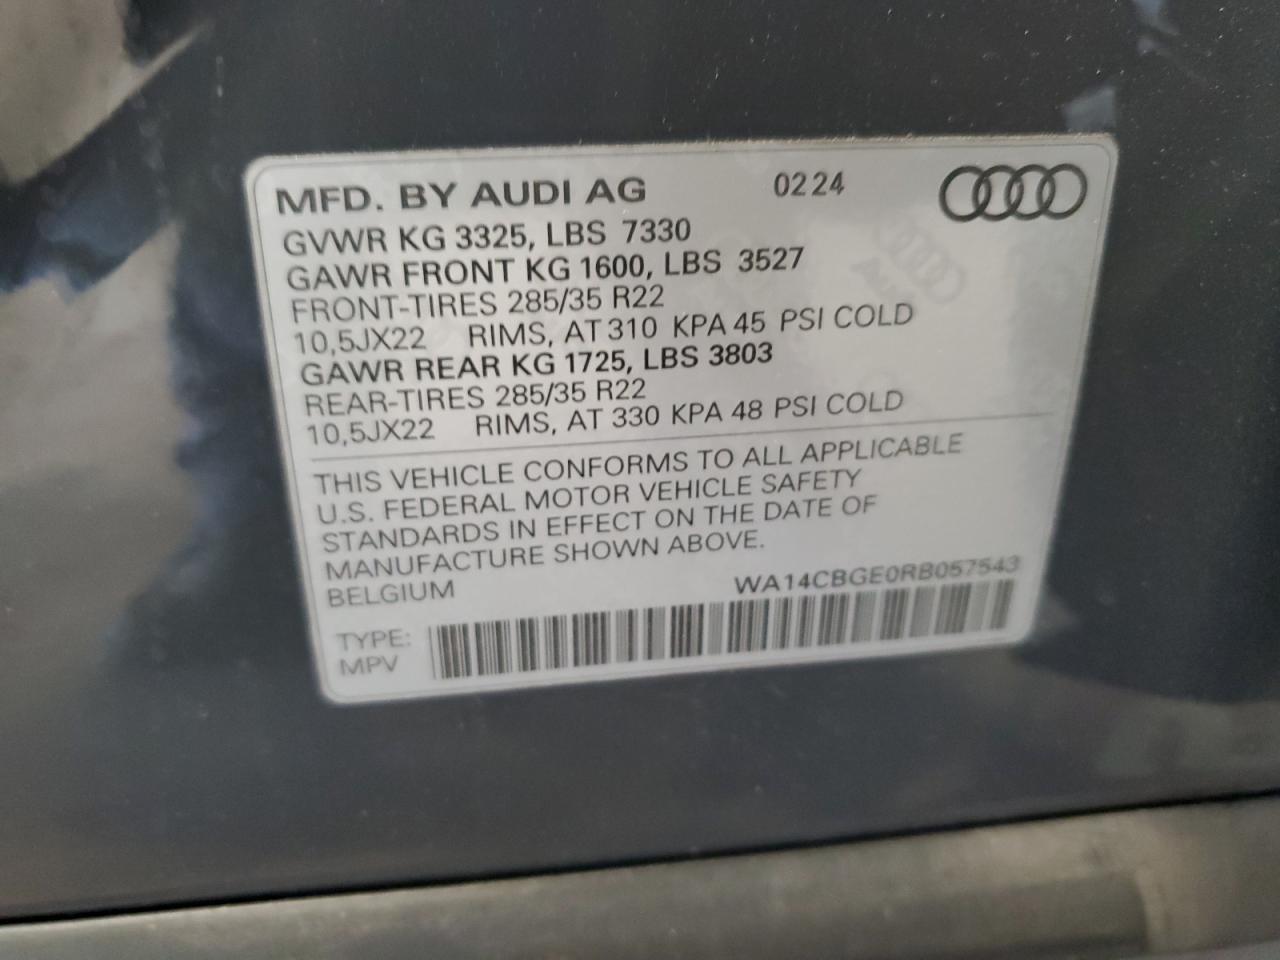 MFD. BY AUDI AG 0224
GVWR KG 3325, LBS 7330
GAWR FRONT KG 1600, LBS 3527
FRONT-TIRES 285/35 R22
10,5JX22 RIMS, AT 310 KPA 45 PSI COLD
GAWR REAR KG 1725, LBS 3803
REAR-TIRES 285/35 R22
10,5JX22 RIMS, AT 330 KPA 48 PSI COLD
THIS VEHICLE CONFORMS TO ALL APPLICABLE
U.S. FEDERAL MOTOR VEHICLE SAFETY
STANDARDS IN EFFECT ON THE DATE OF
MANUFACTURE SHOWN ABOVE.
BELGIUM WA14CBGE0RB057543
TYPE:
MPV